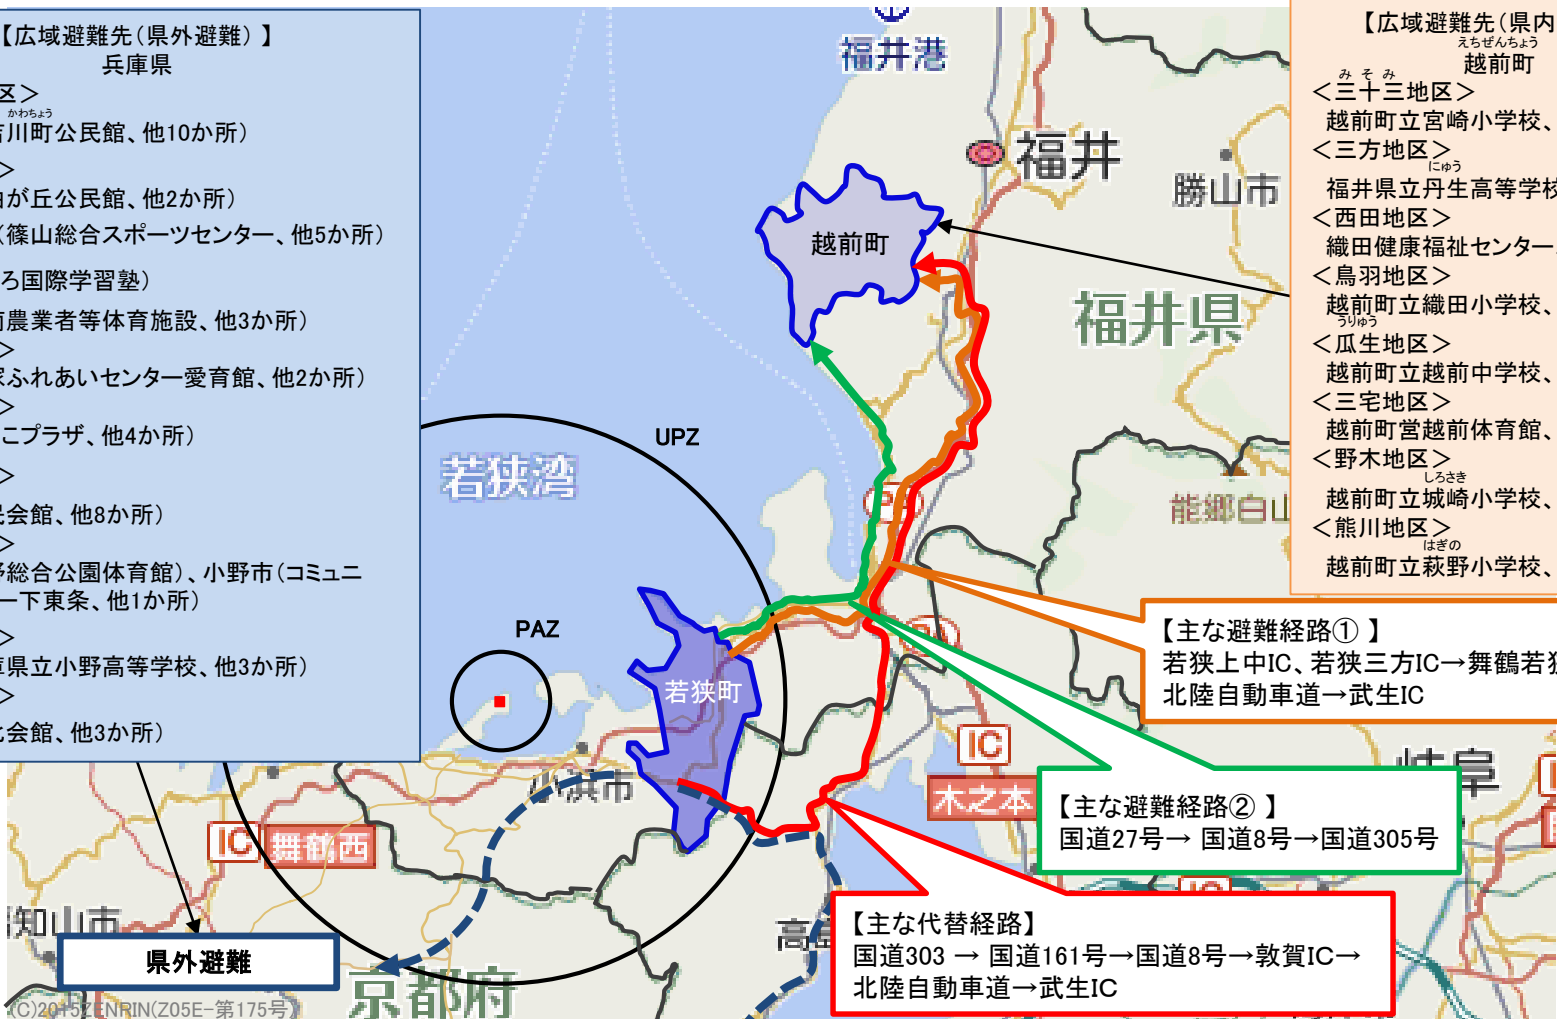 【広域避難先（県外避難）】
兵庫県
区＞
かわちょう
川町公民館、他10か所）
＞
が丘公民館、他2か所）
（篠山総合スポーツセンター、他5か所）
ろ国際学習塾）
農業者等体育施設、他3か所）
＞
ふれあいセンター愛育館、他2か所）
＞
こプラザ、他4か所）
＞
会館、他8か所）
＞
総合公園体育館）、小野市（コミュニ
ー下東条、他1か所）
＞
県立小野高等学校、他3か所）
＞
会館、他3か所）
【広域避難先（県内
えちぜんちょう
越前町
みそみ
＜三十三地区＞
越前町立宮崎小学校、
＜三方地区＞
にゅう
福井県立丹生高等学校
＜西田地区＞
織田健康福祉センター
＜鳥羽地区＞
越前町立織田小学校、
うりゅう
＜瓜生地区＞
越前町立越前中学校、
＜三宅地区＞
越前町営越前体育館、
＜野木地区＞
しろさき
越前町立城崎小学校、
＜熊川地区＞
はぎの
越前町立萩野小学校、
福井港
福井
勝山市
越前町
福井県
UPZ
若狭湾
能郷白山
PAZ
若狭町
小浜市
【主な避難経路① 】
若狭上中IC、若狭三方IC→舞鶴若狭
北陸自動車道→武生IC
IC
木之本
岐阜
【主な避難経路② 】
国道27号→ 国道8号→国道305号
IC
舞鶴西
IC
【主な代替経路】
国道303 → 国道161号→国道8号→敦賀IC→
北陸自動車道→武生IC
知山市
高島
県外避難
京都府
(C)2015ZENRIN(Z05E-第175号)